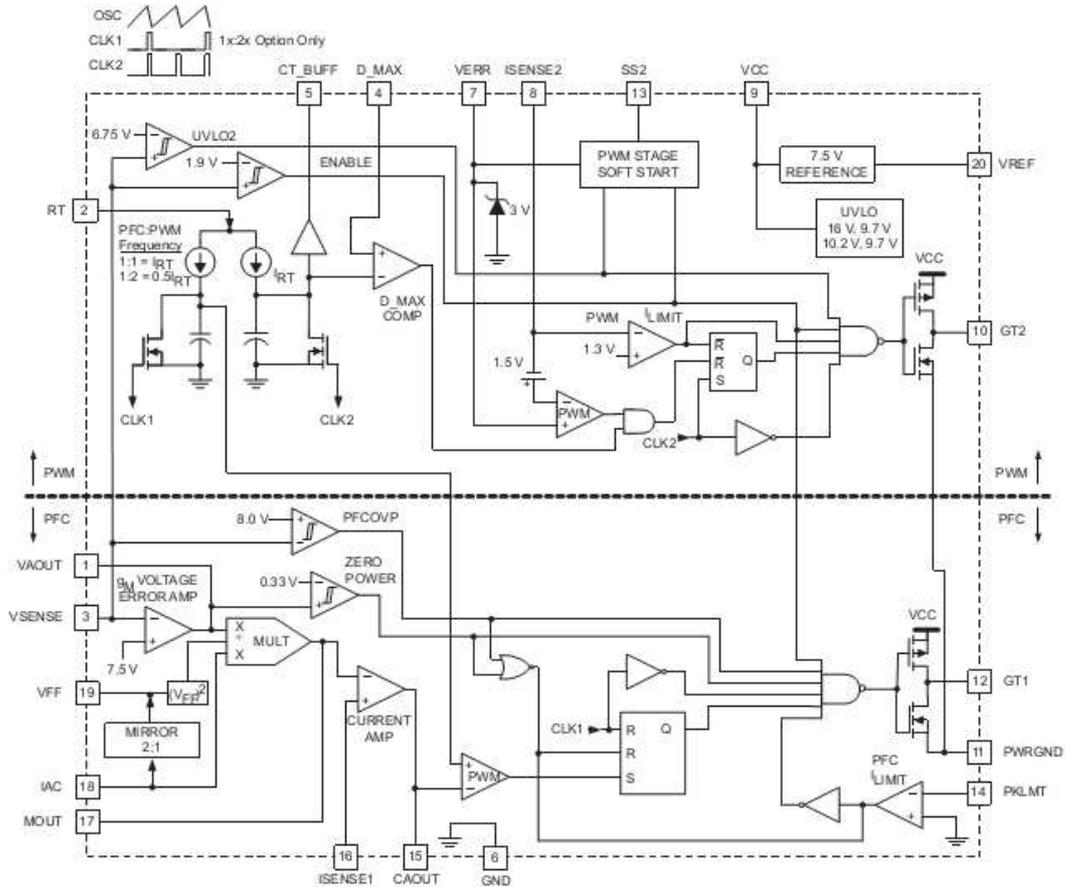 OSC
CLK1
1x:2x Option Only
CLK2
CT_BUFF
D_MAX
VERR
ISENSE2
SS2
VCC
5
4
7
8
13
9
6.75 V
UVLO2
1.9 V
ENABLE
PWM STAGE
SOFT START
7.5 V
REFERENCE
20
VREF
RT
2
3 V
UVLO
16 V, 9.7 V
10.2 V, 9.7 V
PFC:PWM
Frequency
1:1 = IRT
1:2 = 0.5IRT
IRT
D_MAX
COMP
VCC
PWM
ILIMIT
10
GT2
1.3 V
R
R
Q
S
1.5 V
PWM
CLK1
CLK2
CLK2
PWM
PWM
PFC
PFC
8.0 V
PFCOVP
VAOUT
1
gM VOLTAGE
ERROR AMP
0.33 V
ZERO
POWER
VSENSE
3
7.5 V
X
÷
X
MULT
VCC
VFF
19
(VFF)2
MIRROR
2:1
CURRENT
AMP
CLK1
R
Q
R
S
12
GT1
11
PWRGND
IAC
18
PWM
PFC
ILIMIT
14
PKLMT
MOUT
17
16
15
6
ISENSE1
CAOUT
GND